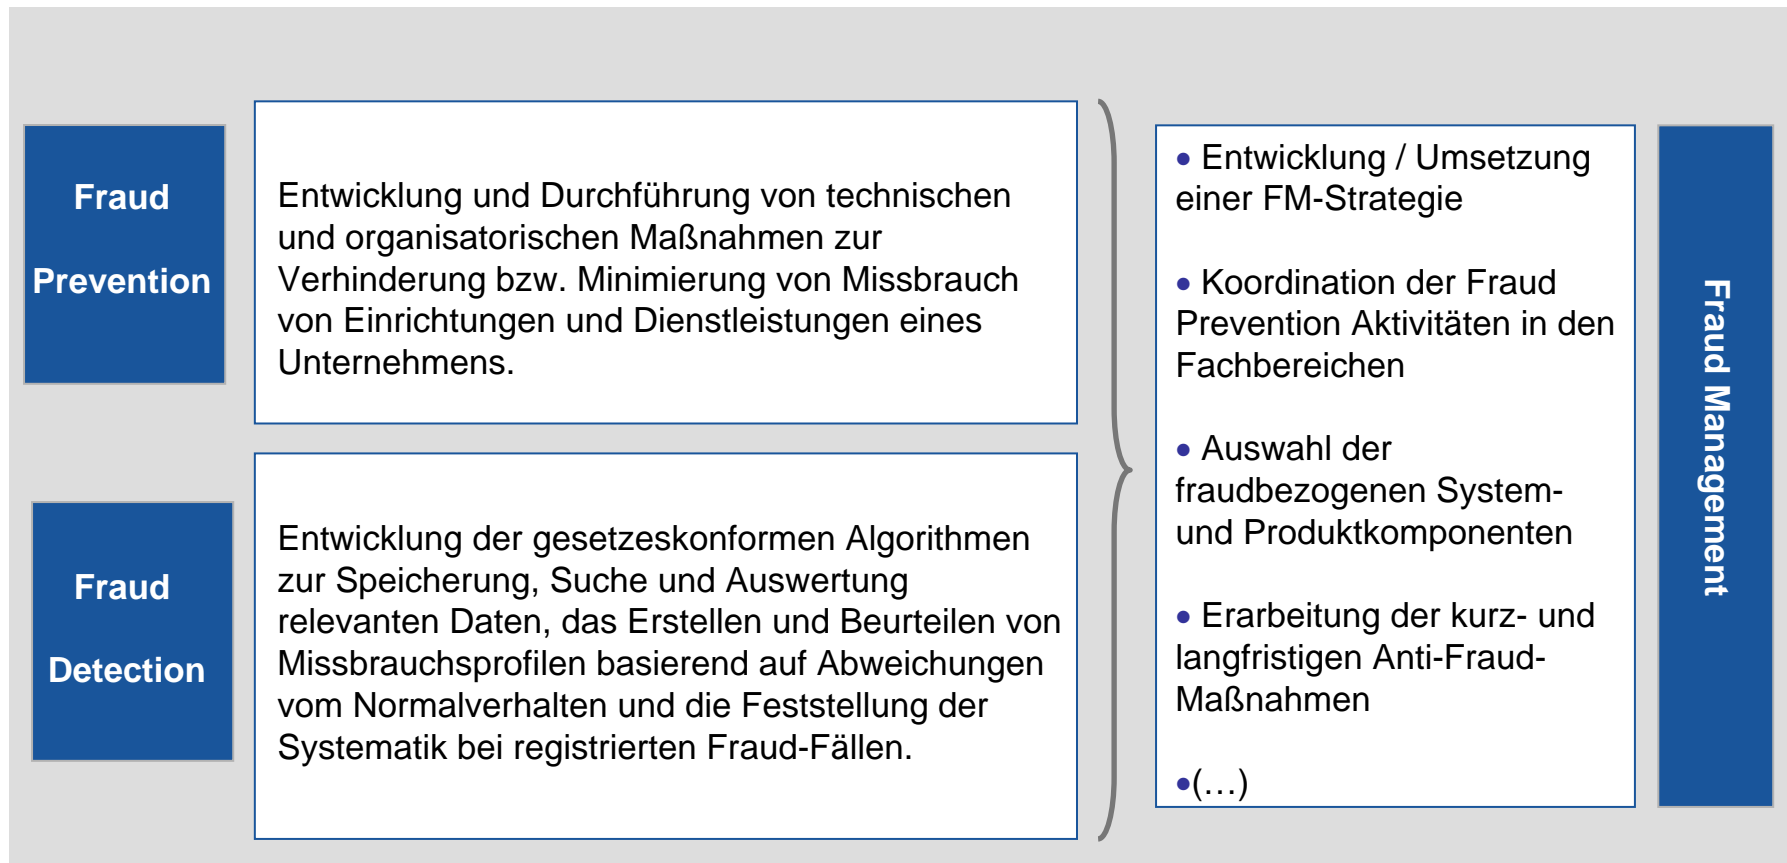 Fraud
Prevention
Entwicklung und Durchführung von technischen
und organisatorischen Maßnahmen zur
Verhinderung bzw. Minimierung von Missbrauch
von Einrichtungen und Dienstleistungen eines
Unternehmens.
Fraud
Detection
Entwicklung der gesetzeskonformen Algorithmen
zur Speicherung, Suche und Auswertung
relevanten Daten, das Erstellen und Beurteilen von
Missbrauchsprofilen basierend auf Abweichungen
vom Normalverhalten und die Feststellung der
Systematik bei registrierten Fraud-Fällen.
• Entwicklung / Umsetzung
einer FM-Strategie
• Koordination der Fraud
Prevention Aktivitäten in den
Fachbereichen
• Auswahl der
fraudbezogenen System-
und Produktkomponenten
• Erarbeitung der kurz- und
langfristigen Anti-Fraud-
Maßnahmen
•(…)
Fraud Management